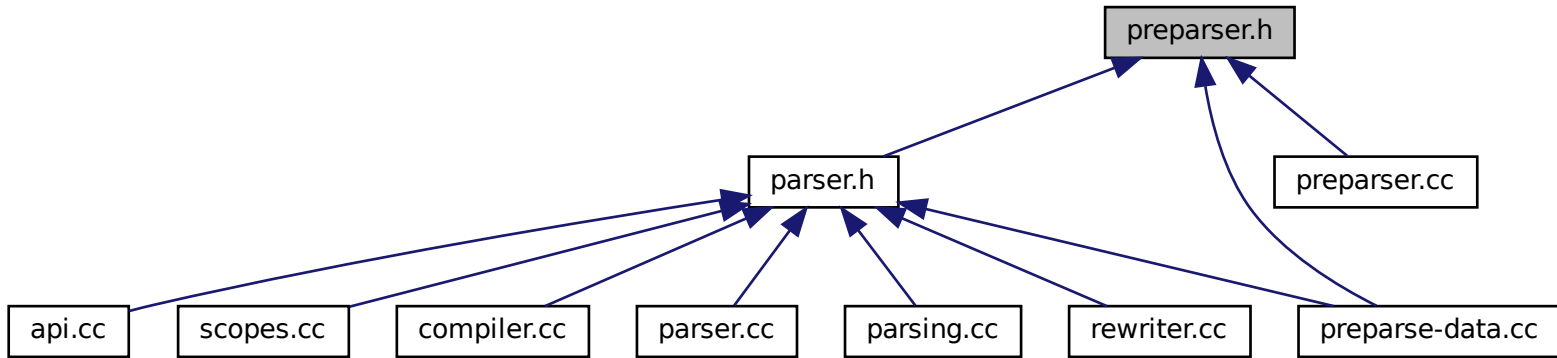 preparser.h
parser.h
preparser.cc
api.cc
scopes.cc
compiler.cc
parser.cc
parsing.cc
rewriter.cc
preparse-data.cc